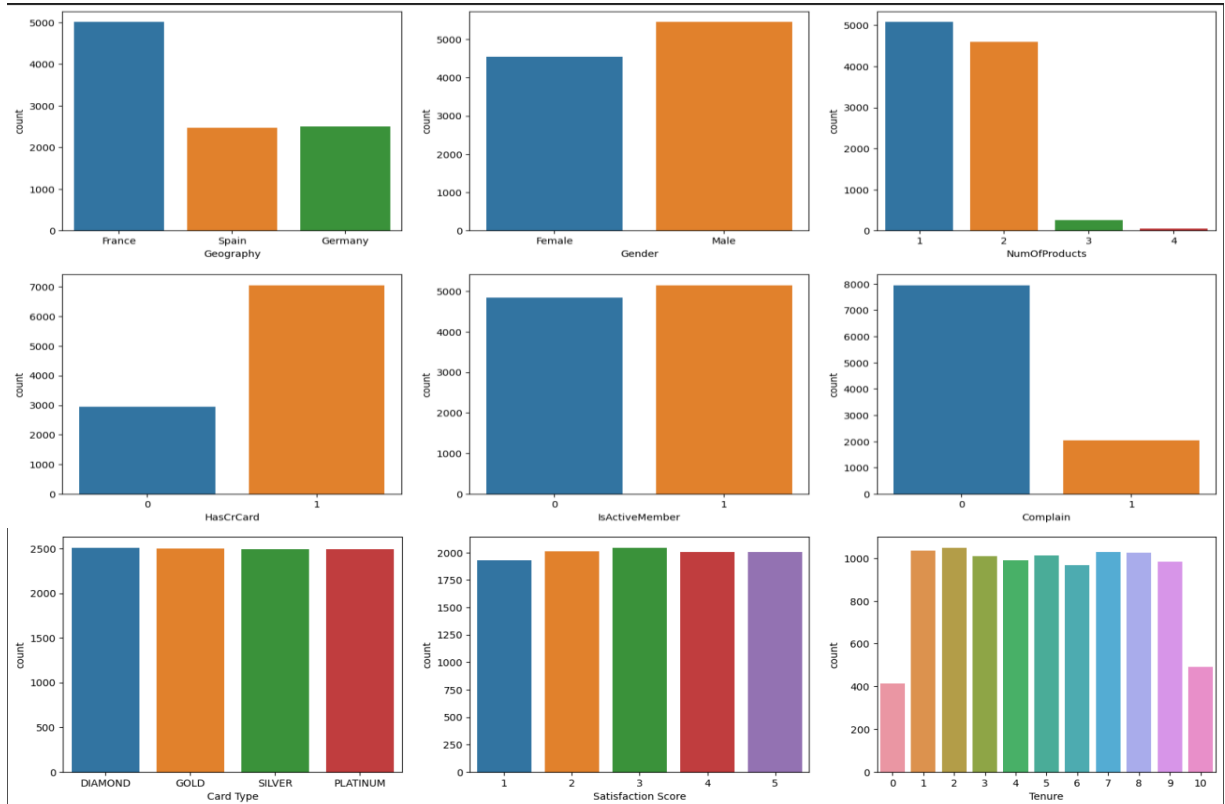 count
5000
4000
3000
2000
1000
0
France Spain Germany
Geography
count
5000
4000
3000
2000
1000
0
Female Male
Gender
count
5000
4000
3000
2000
1000
0
1 2 3 4
NumOfProducts
count
7000
6000
5000
4000
3000
2000
1000
0
0 1
HasCrCard
count
5000
4000
3000
2000
1000
0
0 1
IsActiveMember
count
8000
7000
6000
5000
4000
3000
2000
1000
0
0 1
Complain
count
2500
2000
1500
1000
500
0
DIAMOND GOLD SILVER PLATINUM
Card Type
count
2000
1750
1500
1250
1000
750
500
250
0
1 2 3 4 5
Satisfaction Score
count
1000
800
600
400
200
0
0 1 2 3 4 5 6 7 8 9 10
Tenure